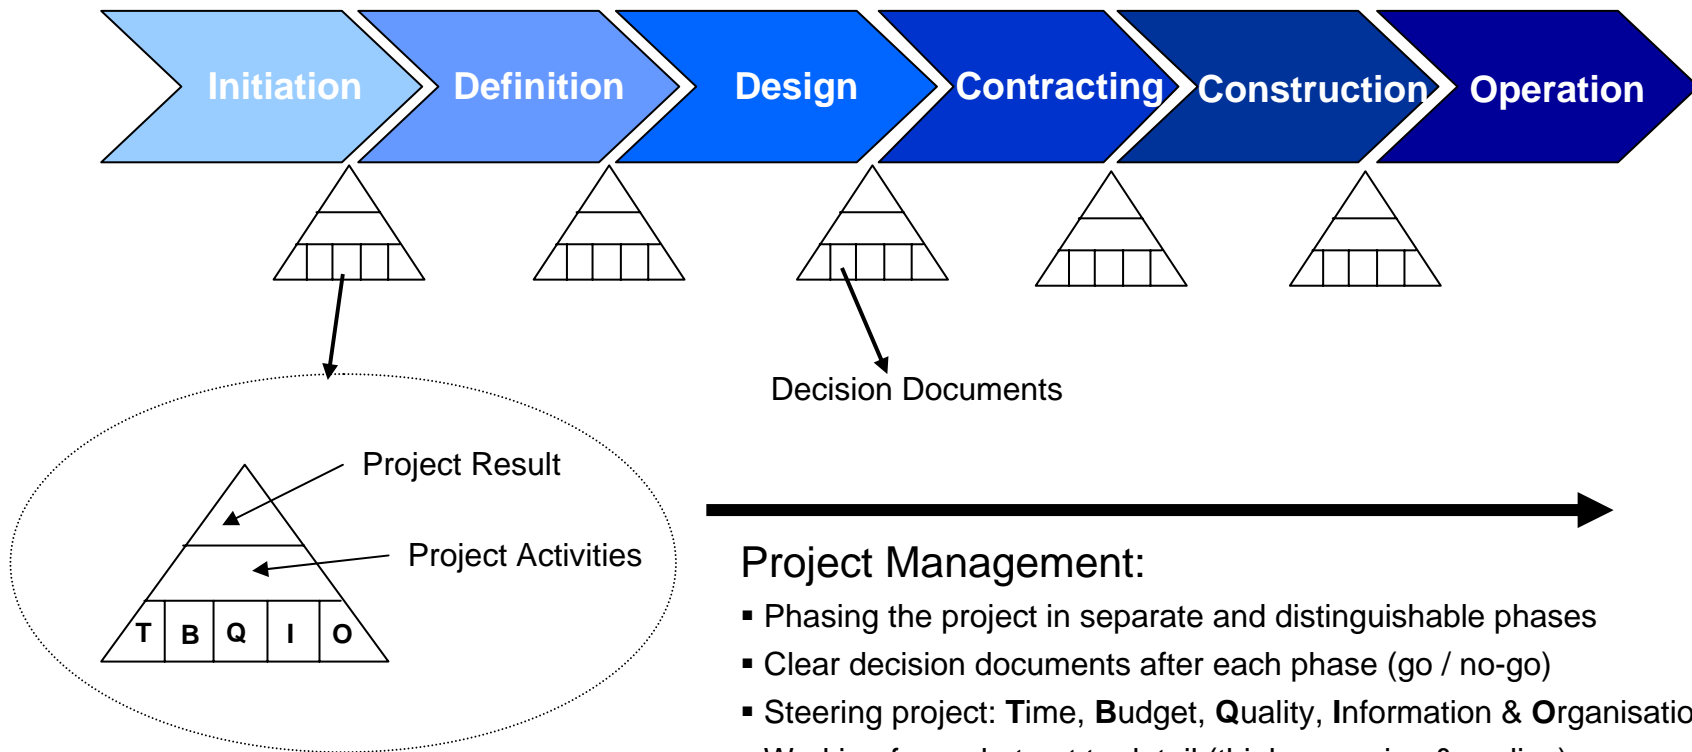 Initiation
Definition
Design
Contracting
Construction
Operation
Decision Documents
Project Result
Project Activities
T B Q I O
Project Management:
▪ Phasing the project in separate and distinguishable phases
▪ Clear decision documents after each phase (go / no-go)
▪ Steering project: Time, Budget, Quality, Information & Organisatio